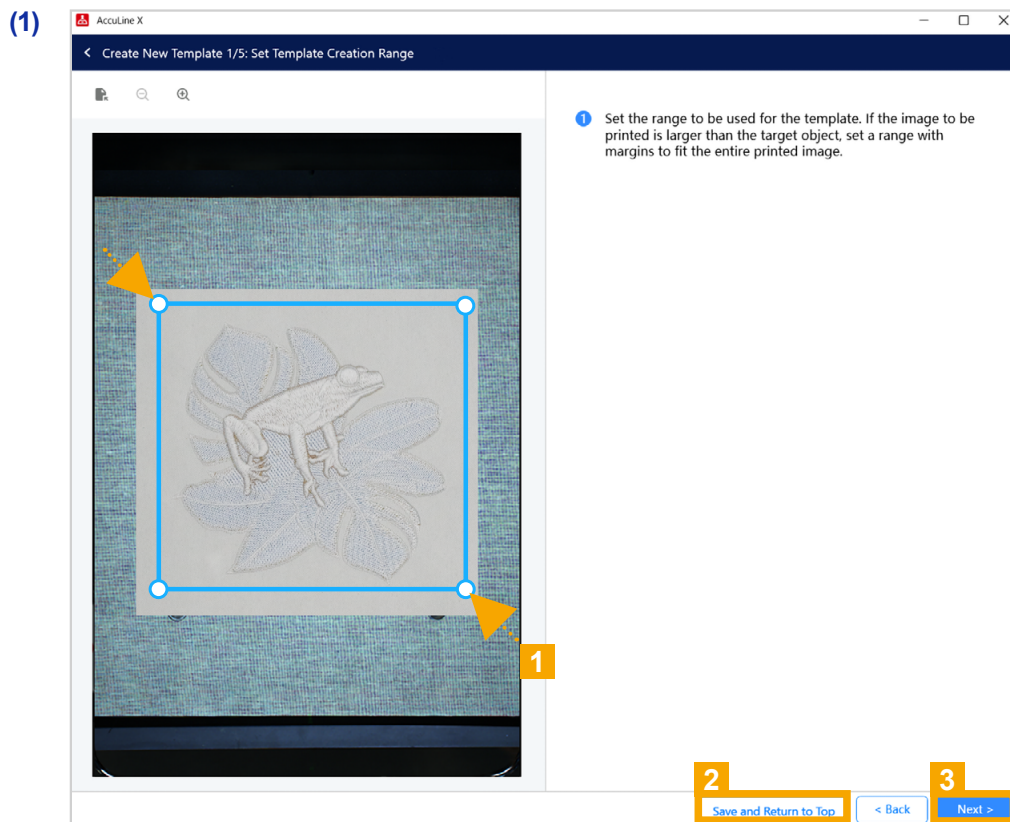 (1)
AccuLine X
Create New Template 1/5: Set Template Creation Range
1 Set the range to be used for the template. If the image to be
printed is larger than the target object, set a range with
margins to fit the entire printed image.
1
2
3
Save and Return to Top
< Back
Next >